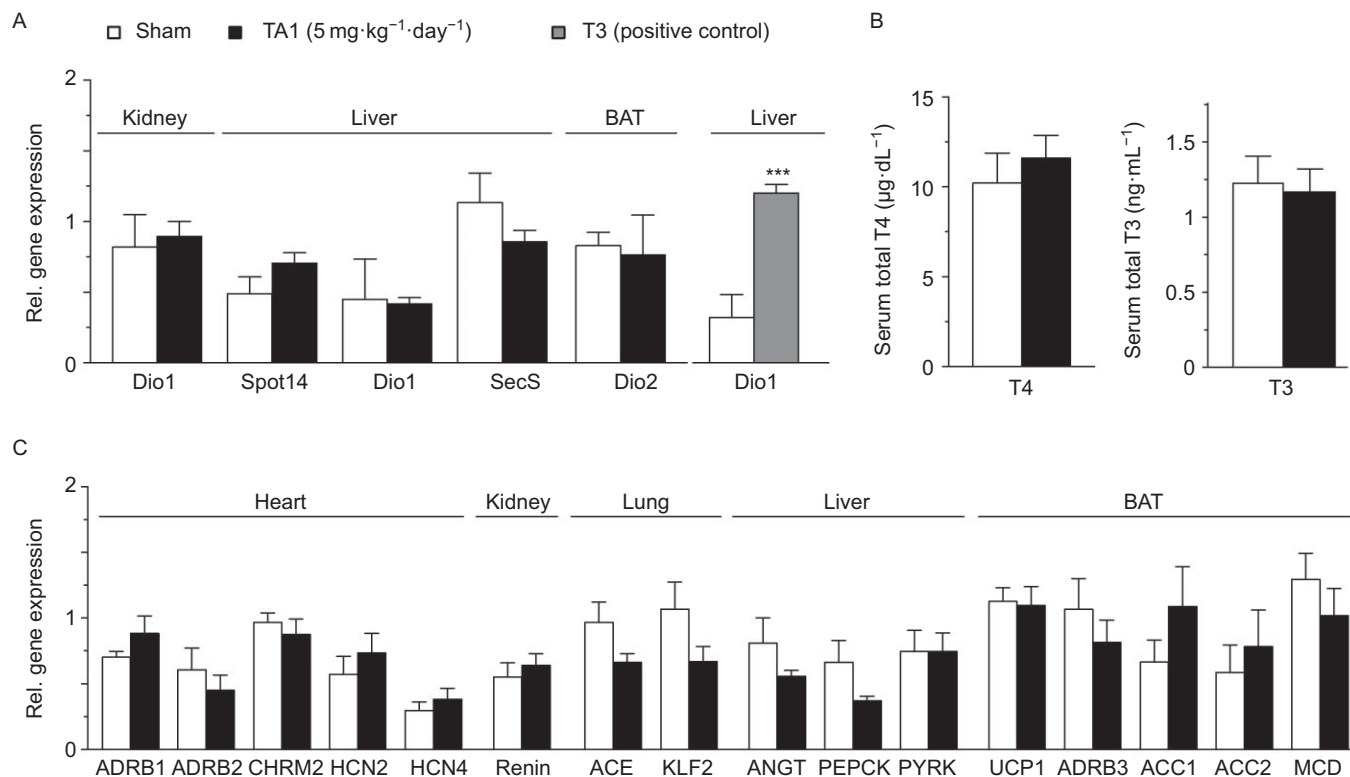 A
Sham TA1 (5 mg·kg⁻¹·day⁻¹) T3 (positive control)
2
1
0
Rel. gene expression
Kidney Liver BAT Liver
***
Dio1 Spot14 Dio1 SecS Dio2 Dio1
B
15
10
5
0
Serum total T4 (µg·dL⁻¹)
T4
1.5
1
0.5
0
Serum total T3 (ng·mL⁻¹)
T3
C
2
1
0
Rel. gene expression
Heart Kidney Lung Liver BAT
ADRB1 ADRB2 CHRM2 HCN2 HCN4 Renin ACE KLF2 ANGT PEPCK PYRK UCP1 ADRB3 ACC1 ACC2 MCD